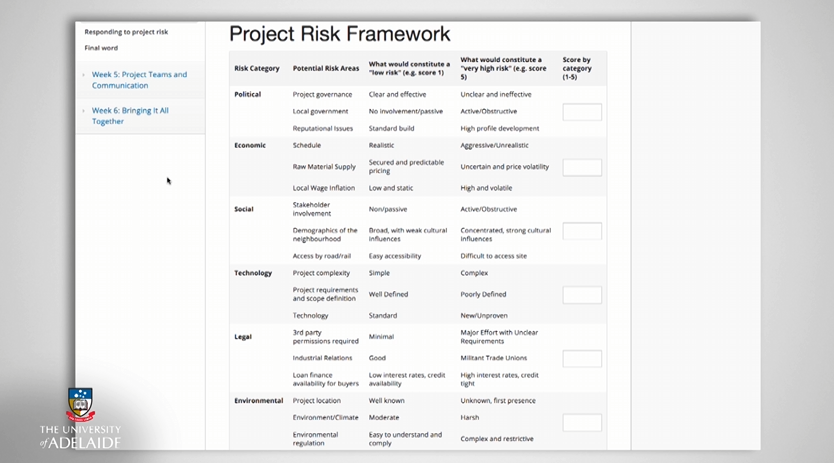 Responding to project risk
Final word
Week 5: Project Teams and
Communication
Week 6: Bringing It All
Together
Project Risk Framework
Risk Category
Potential Risk Areas
What would constitute a
"low risk" (e.g. score 1)
What would constitute a
"very high risk" (e.g. score
5)
Score by
category
(1-5)
Political
Project governance
Clear and effective
Unclear and ineffective
Local government
No involvement/passive
Active/Obstructive
Reputational Issues
Standard build
High profile development
Economic
Schedule
Realistic
Aggressive/Unrealistic
Raw Material Supply
Secured and predictable
pricing
Uncertain and price volatility
Local Wage Inflation
Low and static
High and volatile
Social
Stakeholder
involvement
Non/passive
Active/Obstructive
Demographics of the
neighbourhood
Broad, with weak cultural
influences
Concentrated, strong cultural
influences
Access by road/rail
Easy accessibility
Difficult to access site
Technology
Project complexity
Simple
Complex
Project requirements
and scope definition
Well Defined
Poorly Defined
Technology
Standard
New/Unproven
Legal
3rd party
permissions required
Minimal
Major Effort with Unclear
Requirements
Industrial Relations
Good
Militant Trade Unions
Loan finance
availability for buyers
Low interest rates, credit
availability
High interest rates, credit
tight
Environmental
Project location
Well known
Unknown, first presence
Environment/Climate
Moderate
Harsh
Environmental
regulation
Easy to understand and
comply
Complex and restrictive
THE UNIVERSITY
of ADELAIDE